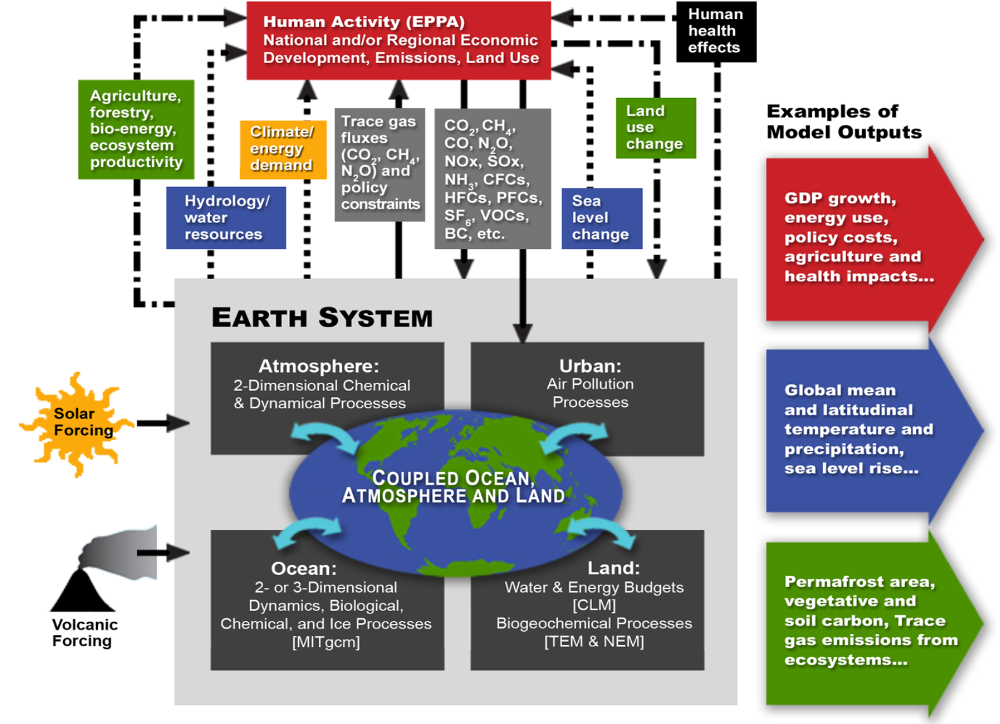 Human Activity (EPPA)
National and/or Regional Economic
Development, Emissions, Land Use
Human
health
effects
Agriculture,
forestry,
bio-energy,
ecosystem
productivity
Hydrology/
water
resources
Climate/
energy
demand
Trace gas
fluxes
(CO₂, CH₄,
N₂O) and
policy
constraints
CO₂, CH₄,
CO, N₂O,
NOx, SOx,
NH₃, CFCs,
HFCs, PFCs,
SF₆, VOCs,
BC, etc.
Sea
level
change
Land
use
change
EARTH SYSTEM
Atmosphere:
2-Dimensional Chemical
& Dynamical Processes
Urban:
Air Pollution
Processes
COUPLED OCEAN,
ATMOSPHERE AND LAND
Ocean:
2- or 3-Dimensional
Dynamics, Biological,
Chemical, and Ice Processes
[MITgcm]
Land:
Water & Energy Budgets
[CLM]
Biogeochemical Processes
[TEM & NEM]
Solar
Forcing
Volcanic
Forcing
Examples of
Model Outputs
GDP growth,
energy use,
policy costs,
agriculture and
health impacts...
Global mean
and latitudinal
temperature and
precipitation,
sea level rise...
Permafrost area,
vegetative and
soil carbon, Trace
gas emissions from
ecosystems...